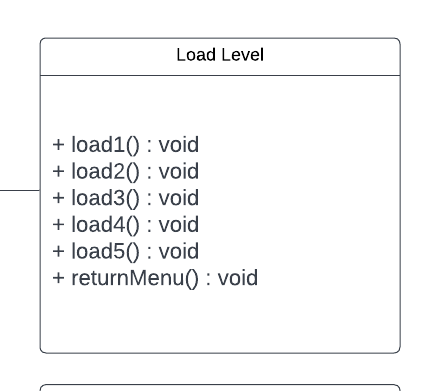 Load Level
+ load1() : void
+ load2() : void
+ load3() : void
+ load4() : void
+ load5() : void
+ returnMenu() : void